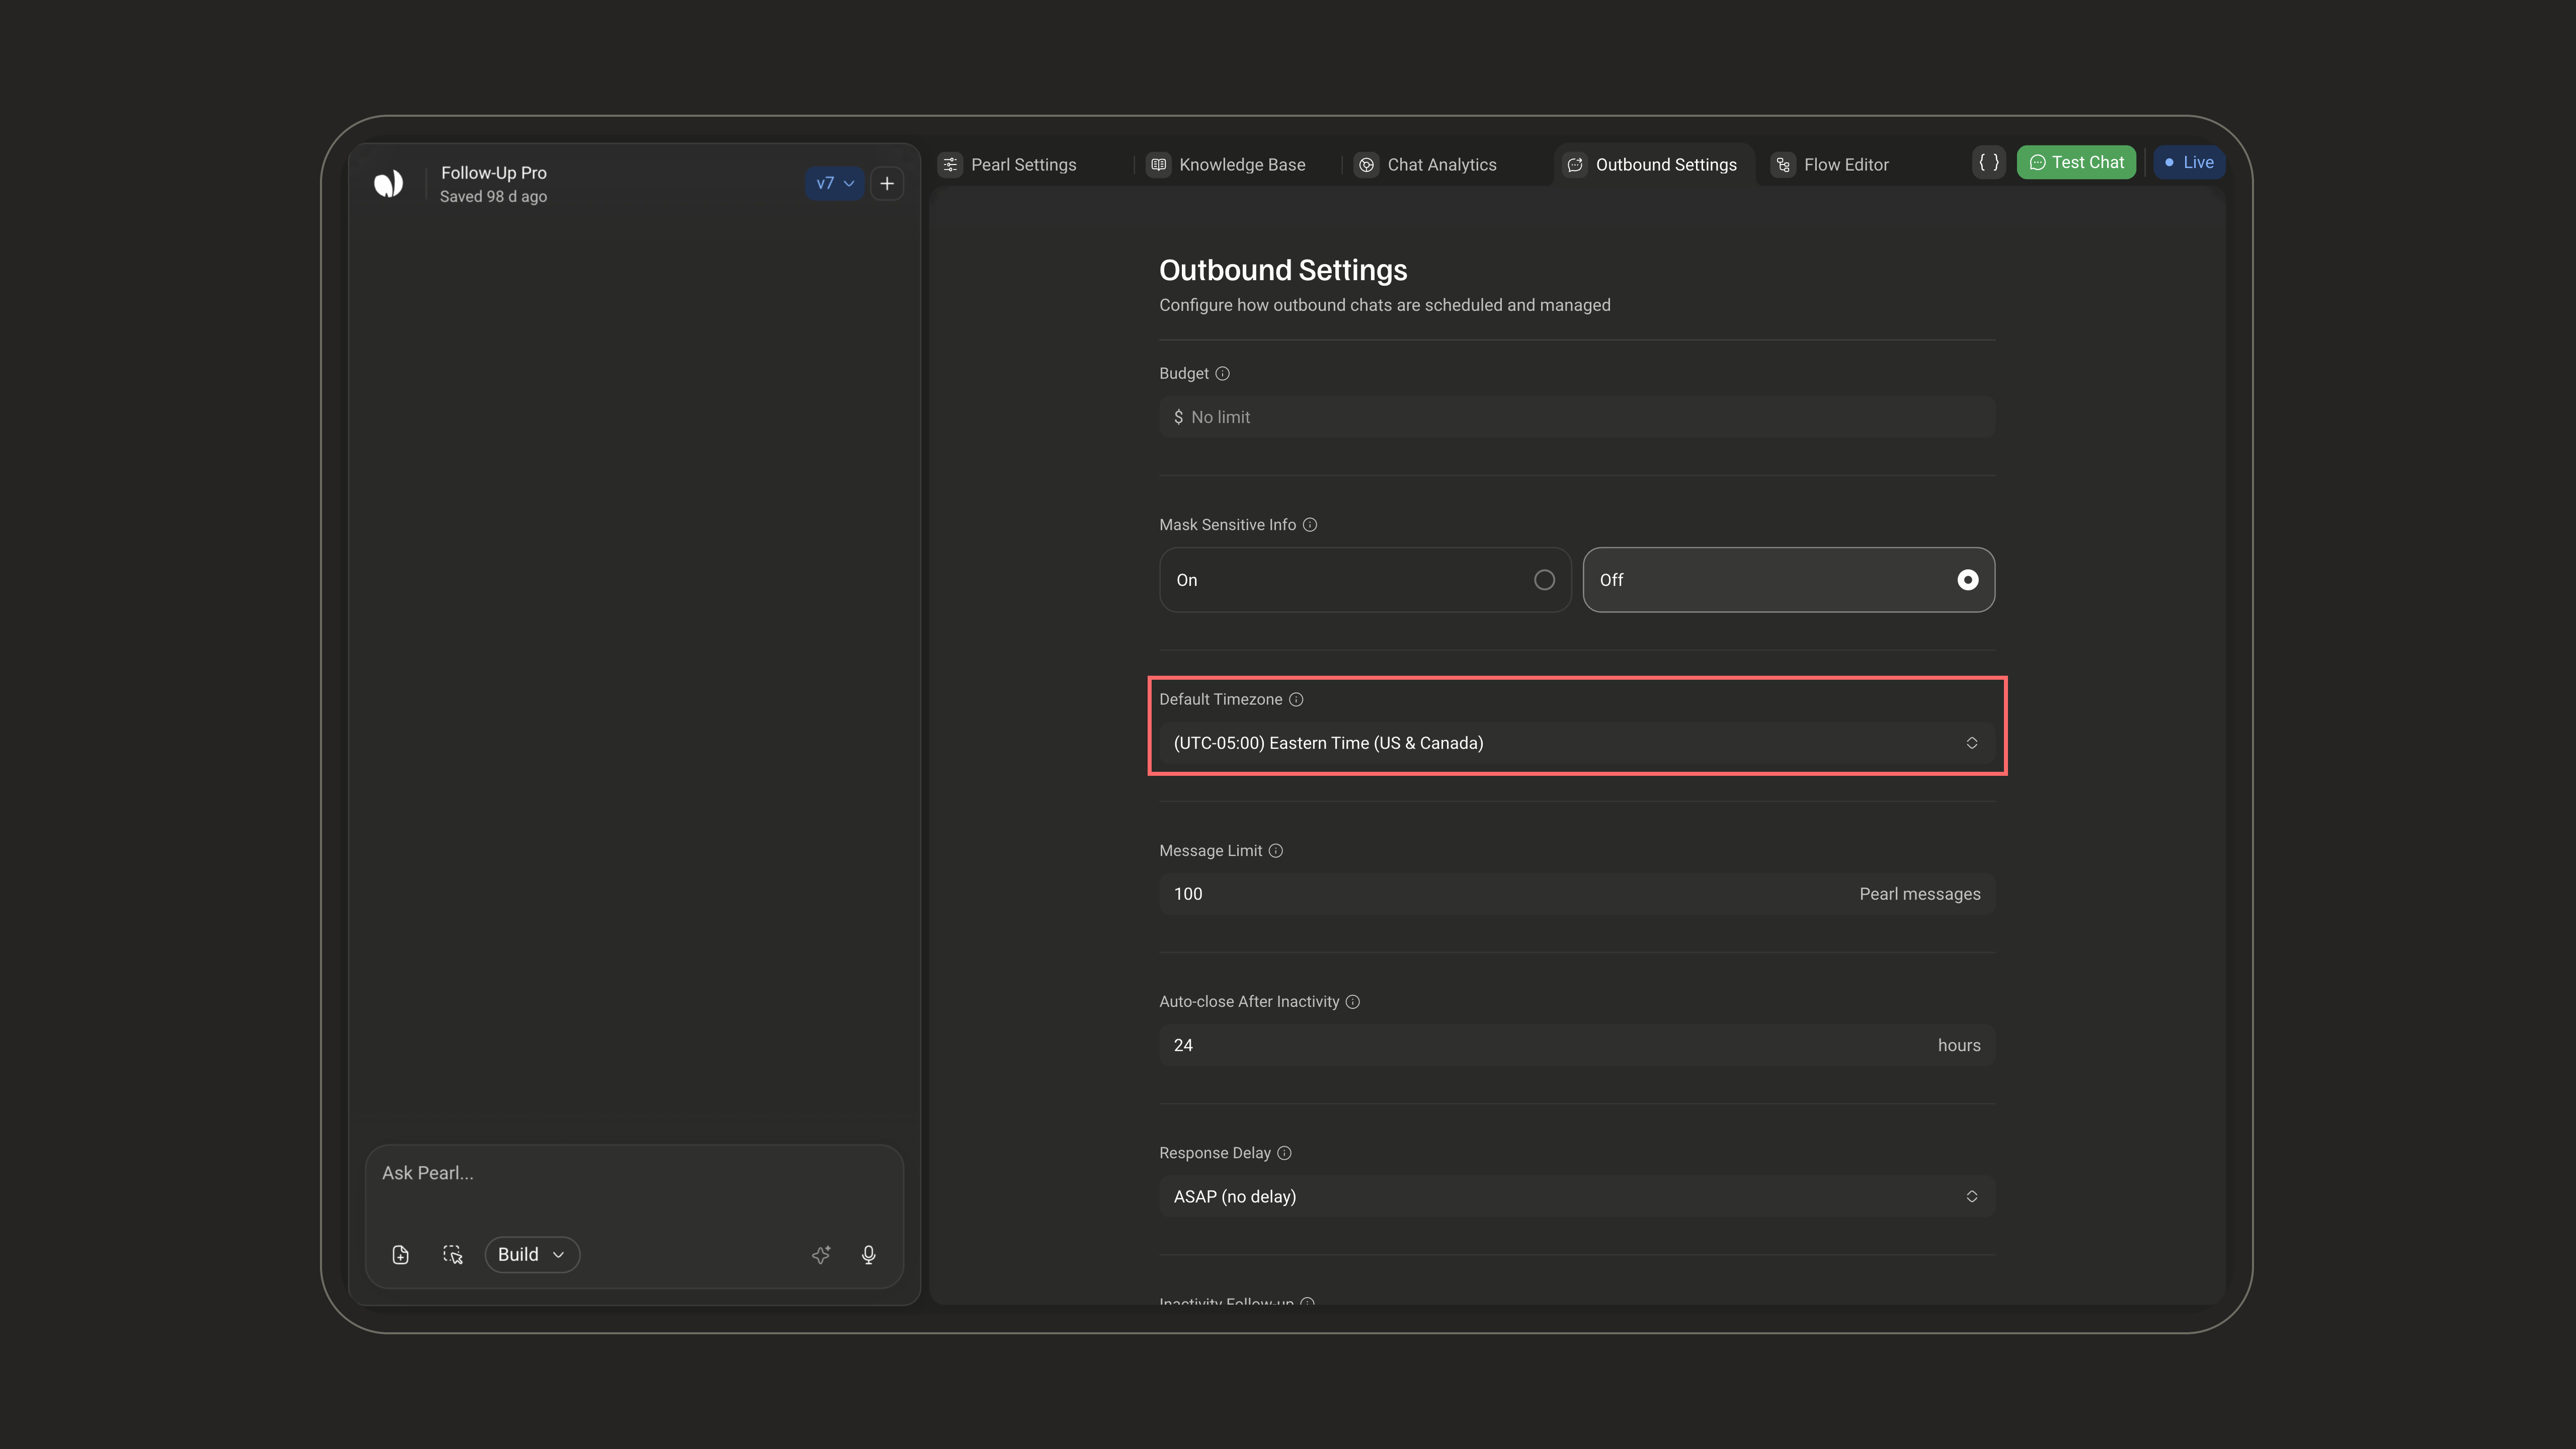 Follow-Up Pro
Saved 98 d ago
v7
Pearl Settings
Knowledge Base
Chat Analytics
Outbound Settings
Flow Editor
{ }
Test Chat
Live
Outbound Settings
Configure how outbound chats are scheduled and managed
Budget
$ No limit
Mask Sensitive Info
On
Off
Default Timezone
(UTC-05:00) Eastern Time (US & Canada)
Message Limit
100 Pearl messages
Auto-close After Inactivity
24 hours
Response Delay
ASAP (no delay)
Inactivity Follow-up
Ask Pearl...
Build